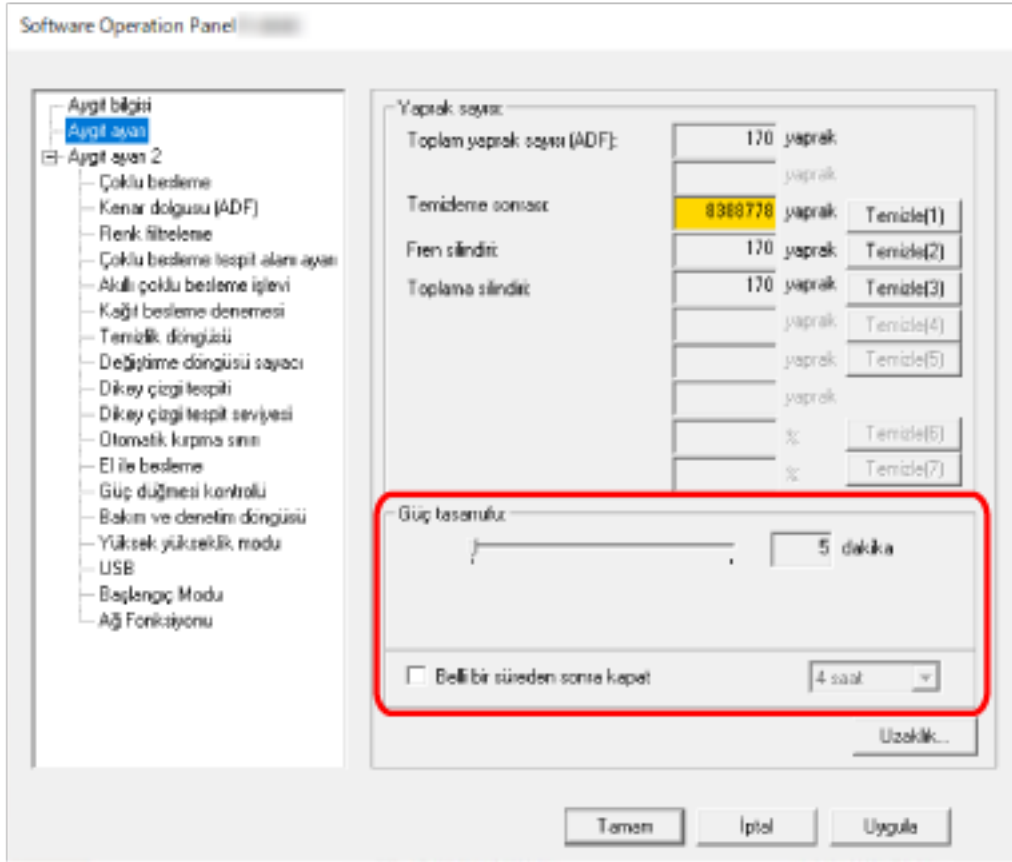 Software Operation Panel
Aygıt bilgisi
Aygıt ayarı
Aygıt ayarı 2
Çoklu besleme
Kenar dolgusu (ADF)
Renk filtreleme
Çoklu besleme tespit alanı ayarı
Akıllı çoklu besleme işlevi
Kağıt besleme denemesi
Temizlik döngüsü
Değiştirme döngüsü sayacı
Dikey çizgi tespiti
Dikey çizgi tespit seviyesi
Otomatik kırpma sınırı
El ile besleme
Güç düğmesi kontrolü
Bakım ve denetim döngüsü
Yüksek yükseklik modu
USB
Başlangıç Modu
Ağ Fonksiyonu
Yaprak sayısı:
Toplam yaprak sayısı (ADF): 170 yaprak
yaprak
Temizleme sonrası: 8388778 yaprak Temizle(1)
Fren silindiri: 170 yaprak Temizle(2)
Toplama silindiri: 170 yaprak Temizle(3)
yaprak Temizle(4)
yaprak Temizle(5)
yaprak
% Temizle(6)
% Temizle(7)
Güç tasarrufu:
5 dakika
Belli bir süreden sonra kapat 4 saat
Uzaklık...
Tamam İptal Uygula